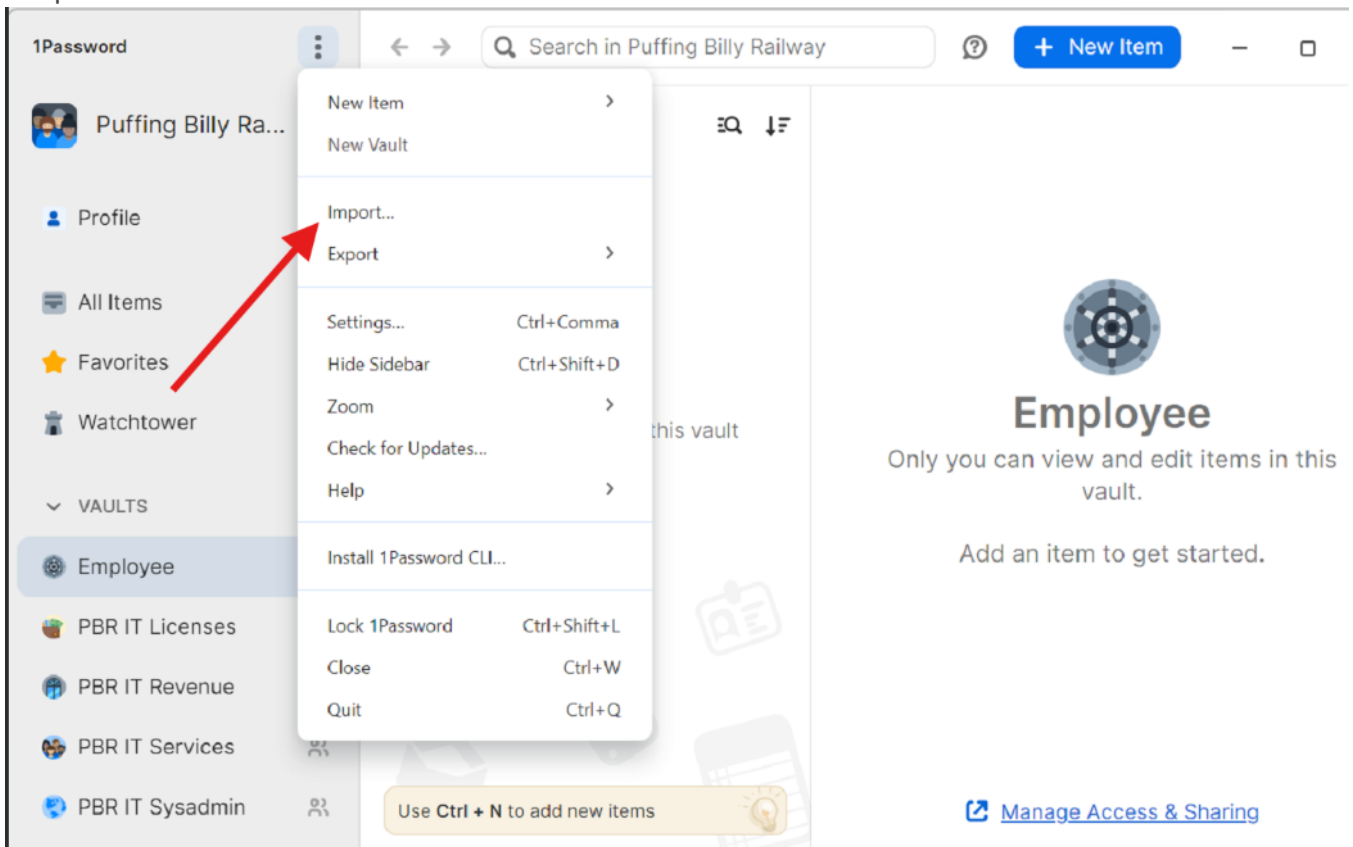 1Password
Search in Puffing Billy Railway
+ New Item
Puffing Billy Ra...
Profile
All Items
Favorites
Watchtower
VAULTS
Employee
PBR IT Licenses
PBR IT Revenue
PBR IT Services
PBR IT Sysadmin
New Item
New Vault
Import...
Export
Settings... Ctrl+Comma
Hide Sidebar Ctrl+Shift+D
Zoom
Check for Updates...
Help
Install 1Password CLI...
Lock 1Password Ctrl+Shift+L
Close Ctrl+W
Quit Ctrl+Q
this vault
Use Ctrl + N to add new items
Employee
Only you can view and edit items in this
vault.
Add an item to get started.
Manage Access & Sharing